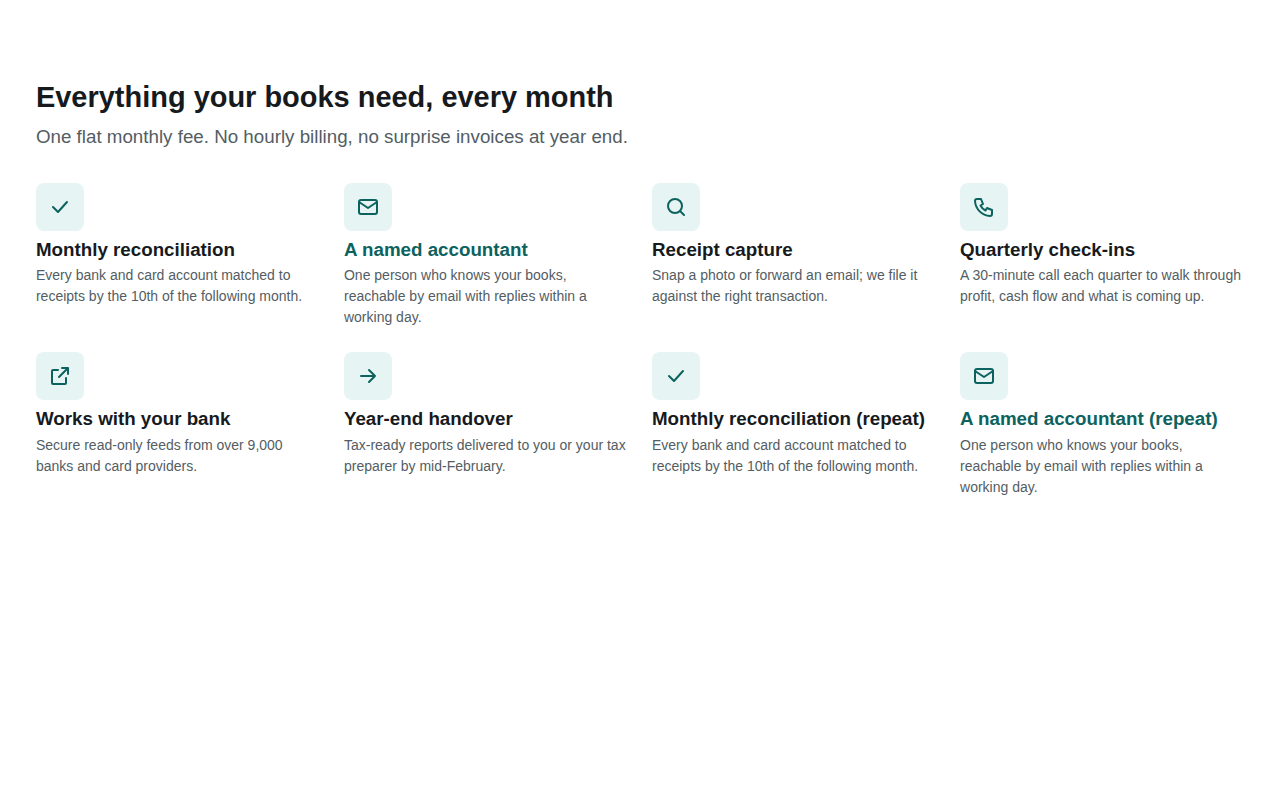 Everything your books need, every month
One flat monthly fee. No hourly billing, no surprise invoices at year end.
Monthly reconciliation
Every bank and card account matched to
receipts by the 10th of the following month.
A named accountant
One person who knows your books,
reachable by email with replies within a
working day.
Receipt capture
Snap a photo or forward an email; we file it
against the right transaction.
Quarterly check-ins
A 30-minute call each quarter to walk through
profit, cash flow and what is coming up.
Works with your bank
Secure read-only feeds from over 9,000
banks and card providers.
Year-end handover
Tax-ready reports delivered to you or your tax
preparer by mid-February.
Monthly reconciliation (repeat)
Every bank and card account matched to
receipts by the 10th of the following month.
A named accountant (repeat)
One person who knows your books,
reachable by email with replies within a
working day.